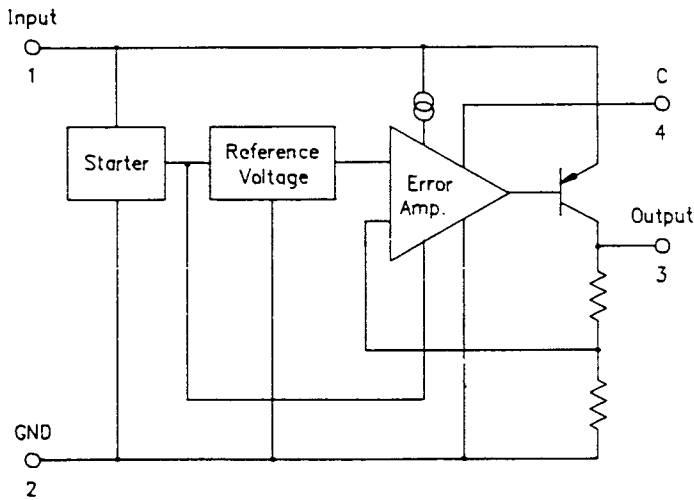 Input
1
C
4
Starter
Reference
Voltage
Error
Amp.
Output
3
GND
2